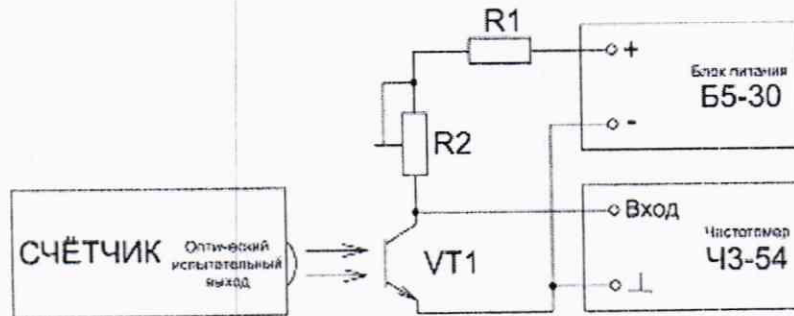 R1
+
Блок питания
Б5-30
-
R2
СЧЁТЧИК
Оптический
испытательный
выход
VT1
Вход
Частотомер
Ч3-54
⊥